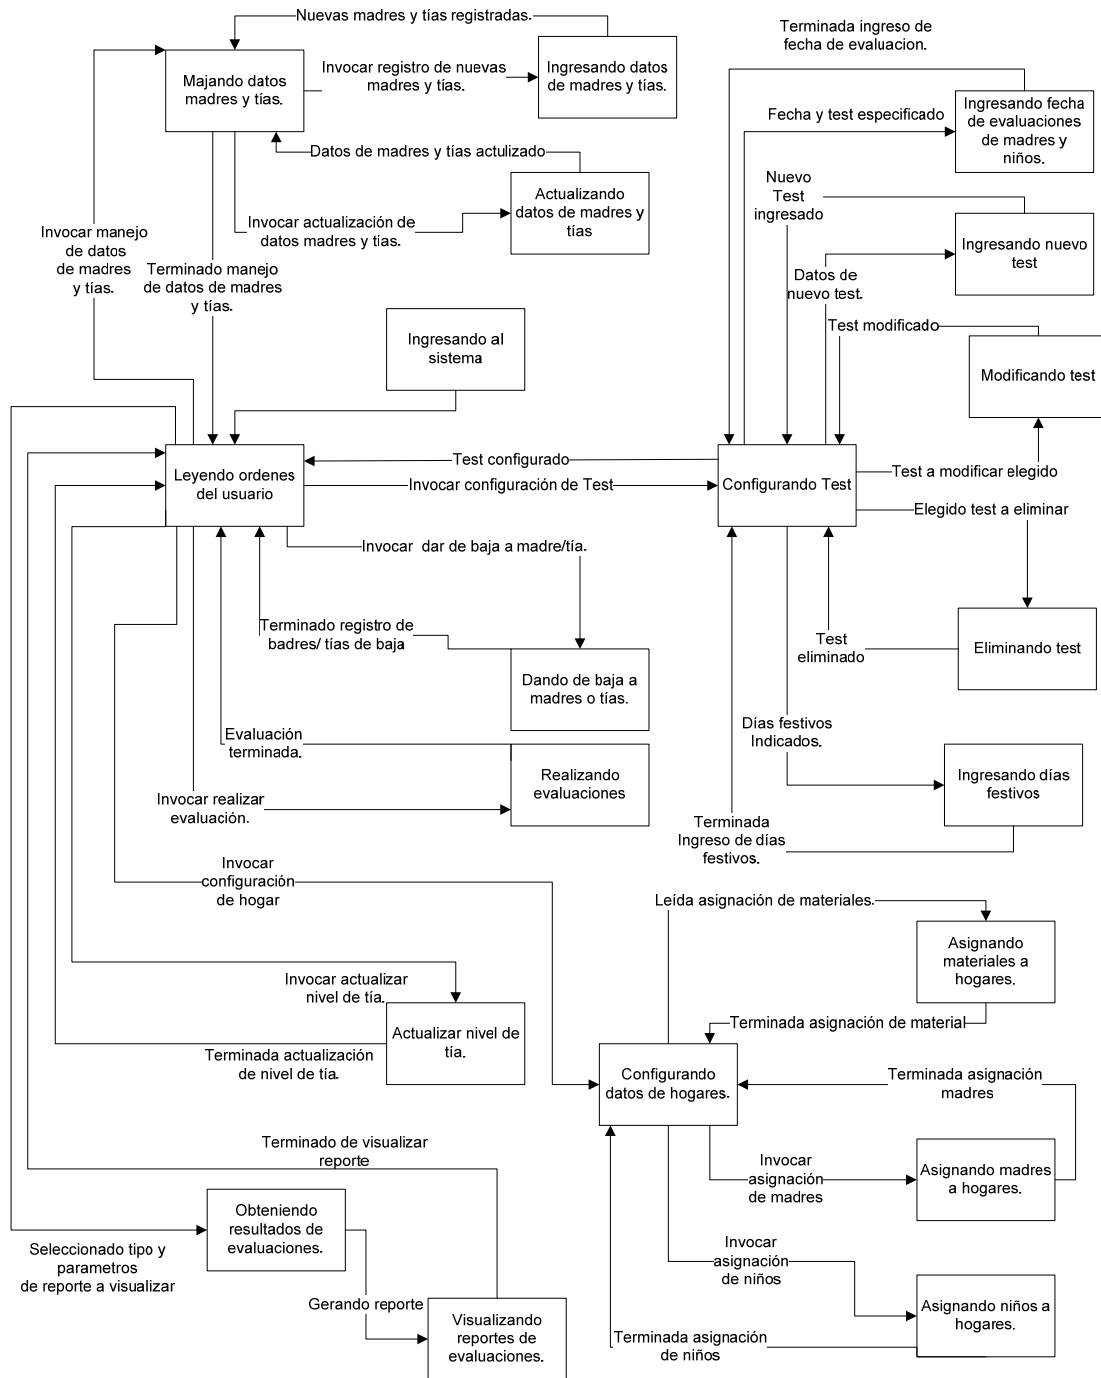 Nuevas madres y tías registradas.
Majando datos
madres y tías.
Invocar registro de nuevas
madres y tías.
Ingresando datos
de madres y tías.
Datos de madres y tías actulizado
Actualizando
datos de madres y
tías
Invocar actualización de
datos madres y tías.
Invocar manejo
de datos
de madres
y tías.
Terminado manejo
de datos de madres
y tías.
Ingresando al
sistema
Terminada ingreso de
fecha de evaluacion.
Fecha y test especificado
Ingresando fecha
de evaluaciones
de madres y
niños.
Nuevo
Test
ingresado
Ingresando nuevo
test
Datos de
nuevo test.
Test modificado
Modificando test
Leyendo ordenes
del usuario
Test configurado
Invocar configuración de Test
Configurando Test
Test a modificar elegido
Elegido test a eliminar
Invocar  dar de baja a madre/tía.
Terminado registro de
badres/ tías de baja
Dando de baja a
madres o tías.
Test
eliminado
Eliminando test
Evaluación
terminada.
Realizando
evaluaciones
Invocar realizar
evaluación.
Días festivos
Indicados.
Ingresando días
festivos
Terminada
Ingreso de días
festivos.
Invocar
configuración
de hogar
Leída asignación de materiales.
Asignando
materiales a
hogares.
Invocar actualizar
nivel de tía.
Actualizar nivel de
tía.
Terminada actualización
de nivel de tía.
Terminada asignación de material
Configurando
datos de hogares.
Terminada asignación
madres
Invocar
asignación
de madres
Asignando madres
a hogares.
Terminado de visualizar
reporte
Obteniendo
resultados de
evaluaciones.
Seleccionado tipo y
parametros
de reporte a visualizar
Gerando reporte
Visualizando
reportes de
evaluaciones.
Invocar
asignación
de niños
Asignando niños a
hogares.
Terminada asignación
de niños